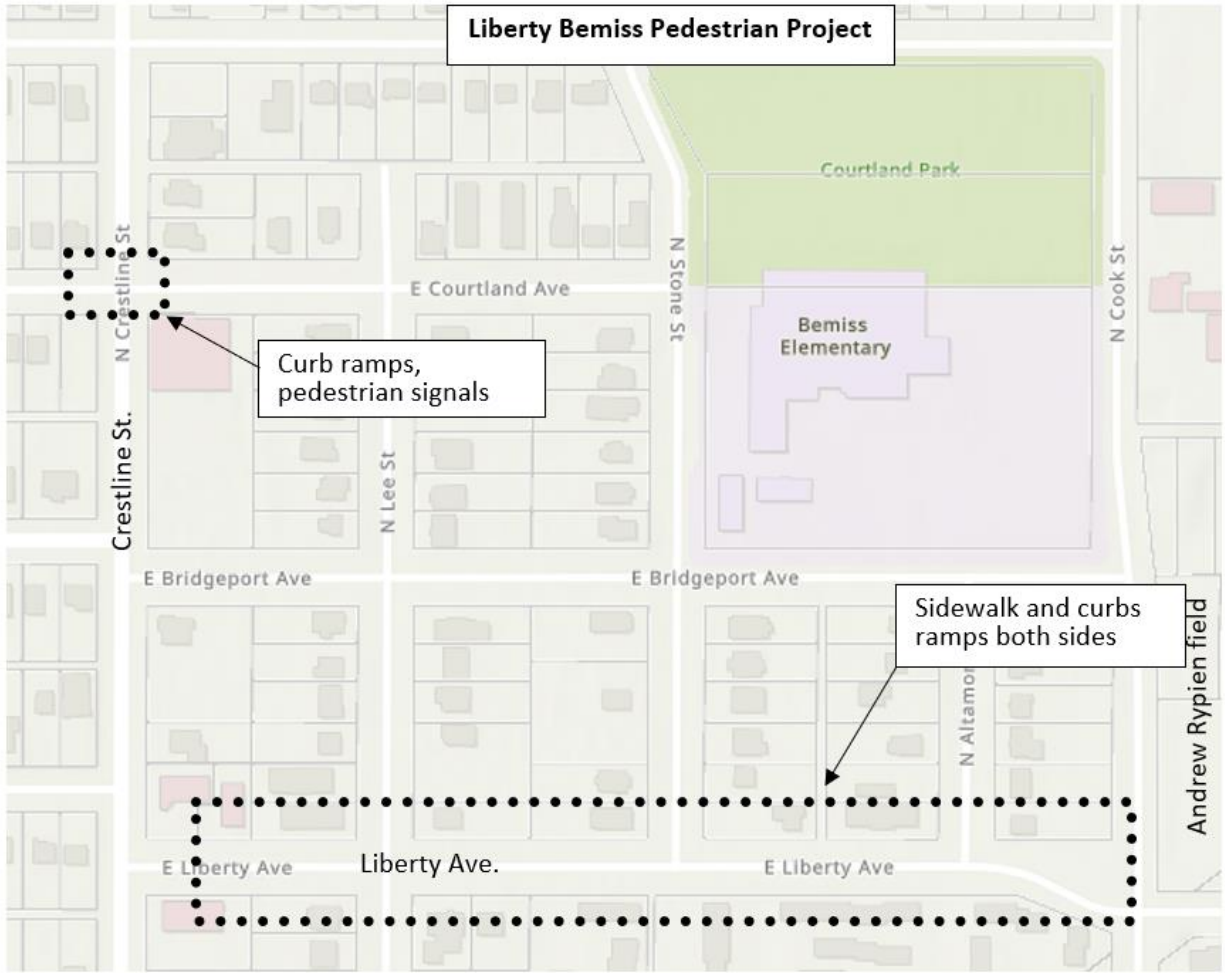 Liberty Bemiss Pedestrian Project
Courtland Park
N Crestline St
E Courtland Ave
N Stone St
N Cook St
Bemiss
Elementary
Curb ramps,
pedestrian signals
Crestline St.
N Lee St
E Bridgeport Ave
E Bridgeport Ave
Sidewalk and curbs
ramps both sides
N Altamon
Andrew Rypien field
E Liberty Ave
Liberty Ave.
E Liberty Ave